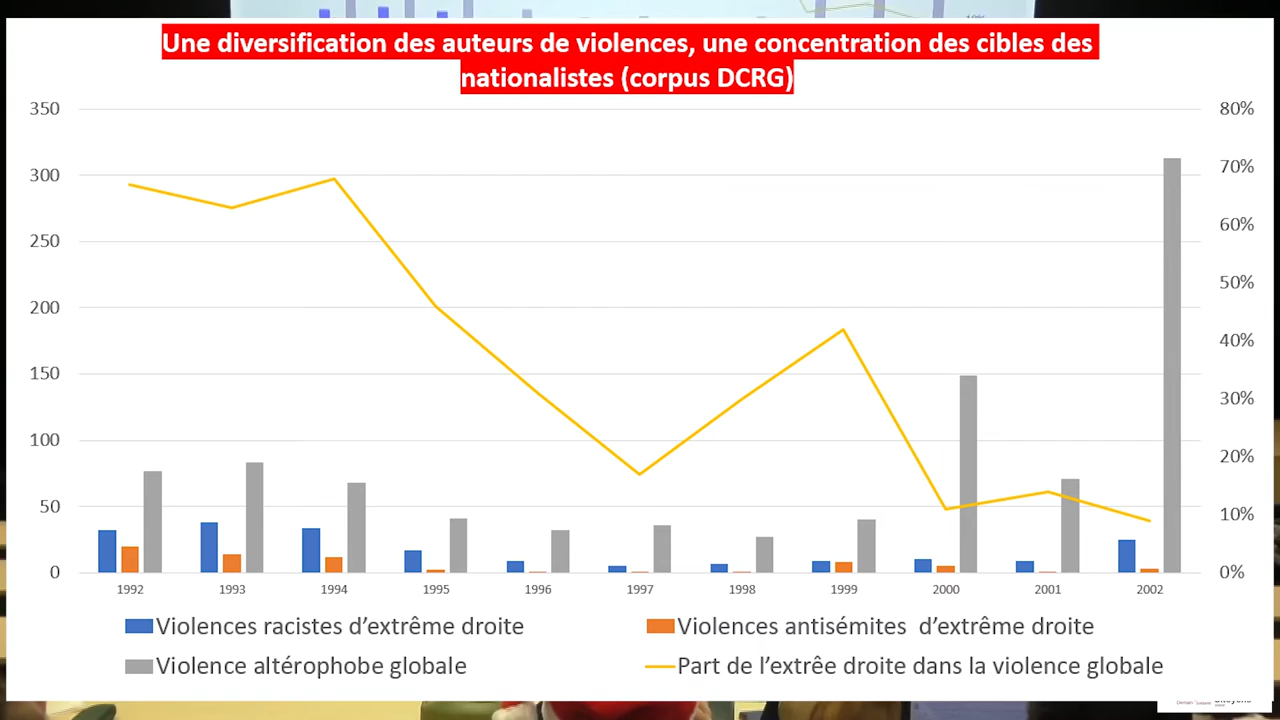 Une diversification des auteurs de violences, une concentration des cibles des
nationalistes (corpus DCRG)
350
300
250
200
150
100
50
0
80%
70%
60%
50%
40%
30%
20%
10%
0%
1992 1993 1994 1995 1996 1997 1998 1999 2000 2001 2002
Violences racistes d’extrême droite
Violences antisémites d’extrême droite
Violence altérophobe globale
Part de l’extrêe droite dans la violence globale